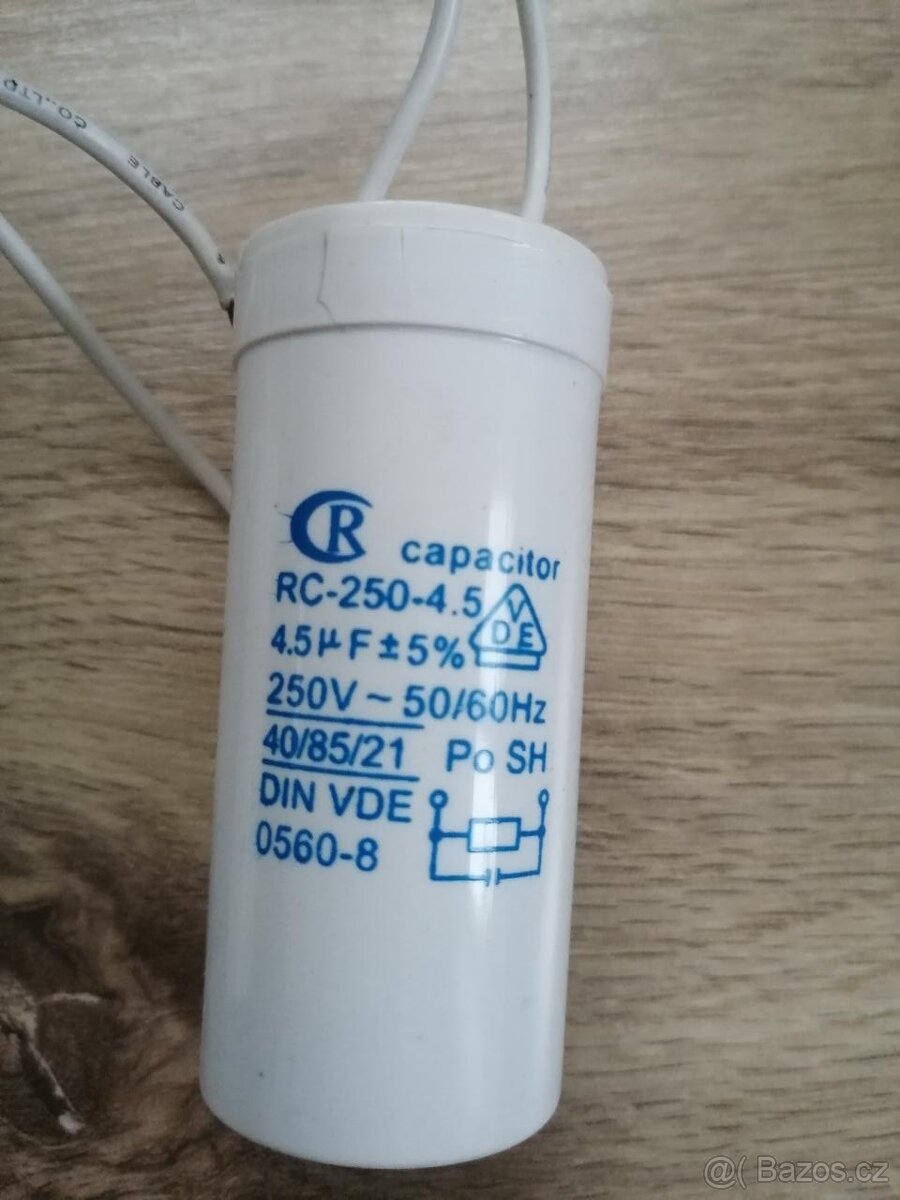 CABLE CO.,LTD
CR capacitor
RC-250-4.5
VDE
4.5µF±5%
250V~50/60Hz
40/85/21 Po SH
DIN VDE
0560-8
@( Bazos.cz